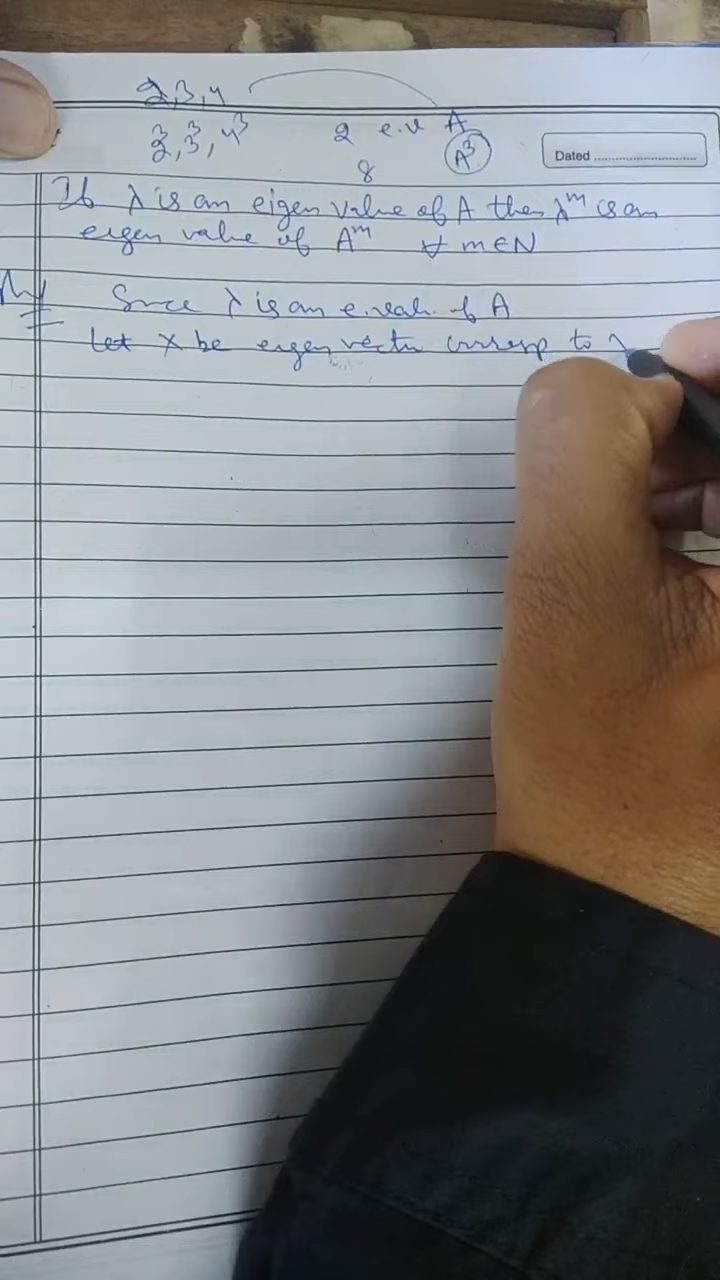 2, 3, 4
2³, 3³, 4³ 2 e.v A
8 A³
Dated
If λ is an eigen value of A then λᵐ is an
eigen value of Aᵐ ∀ m ∈ N
Since λ is an e.value of A
Let X be eigen vector corresp to λ